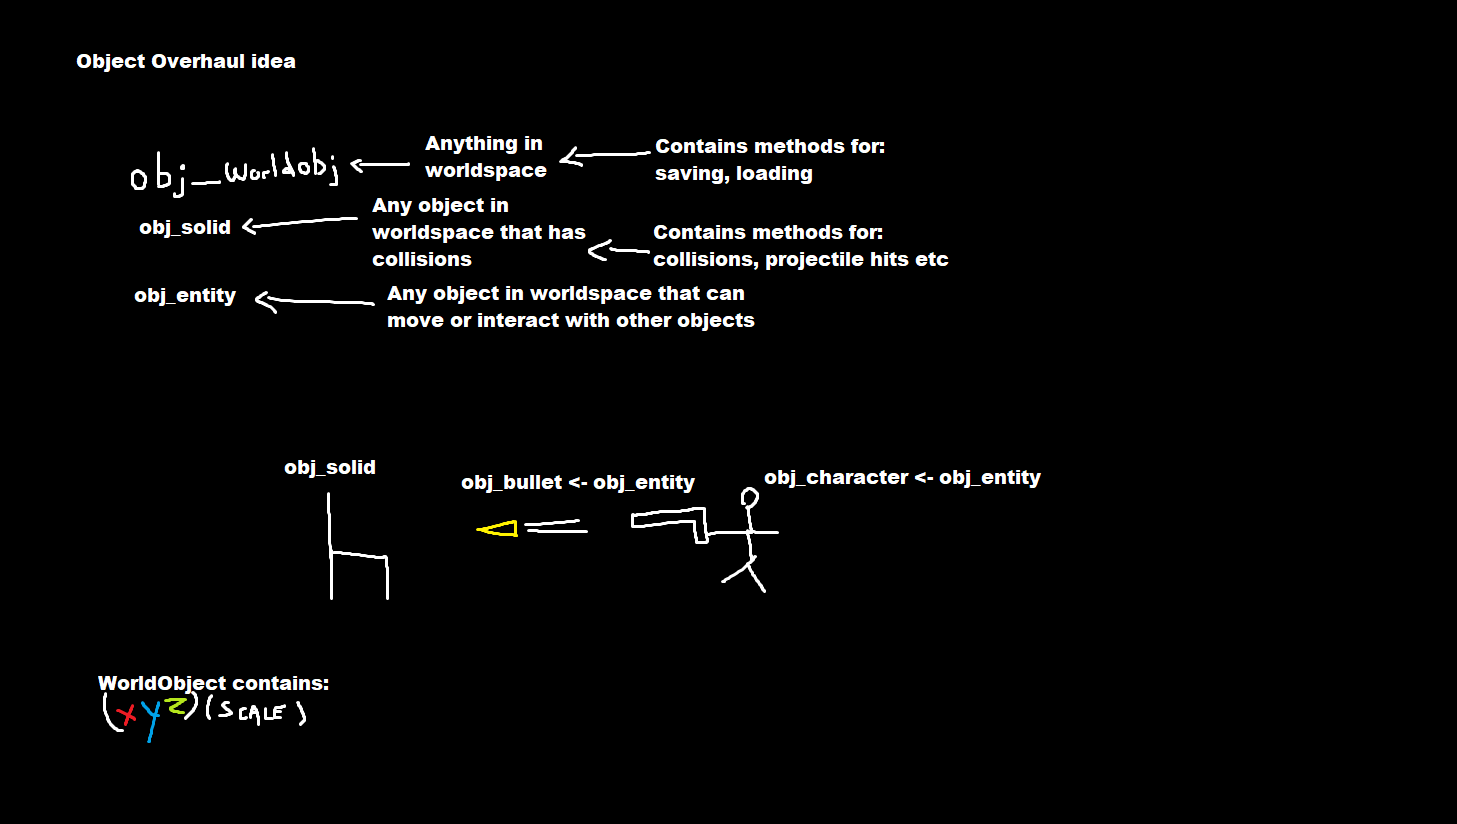 Object Overhaul idea
obj_worldobj
Anything in
worldspace
Contains methods for:
saving, loading
obj_solid
Any object in
worldspace that has
collisions
Contains methods for:
collisions, projectile hits etc
obj_entity
Any object in worldspace that can
move or interact with other objects
obj_solid
obj_bullet <- obj_entity
obj_character <- obj_entity
WorldObject contains:
(x y z) (SCALE)